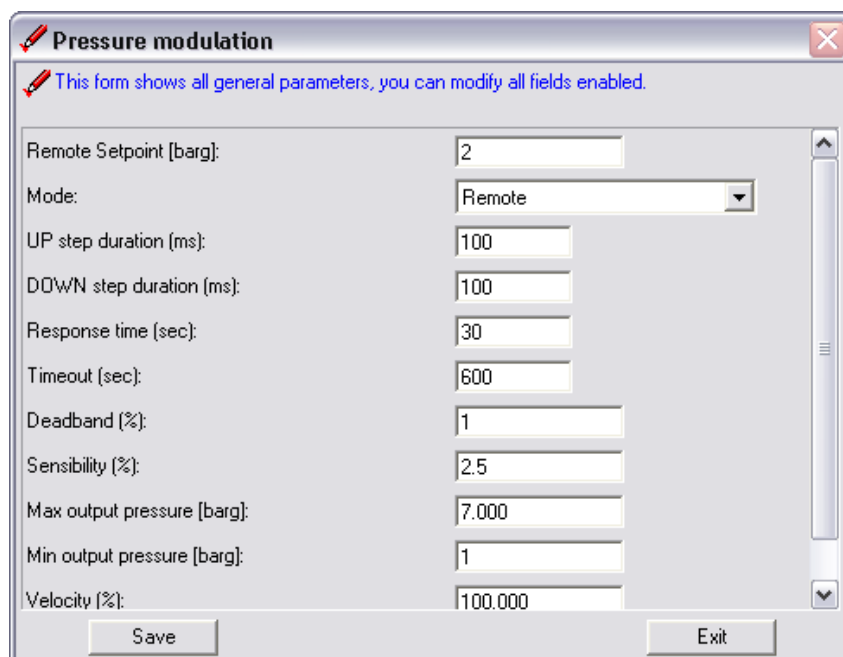 Pressure modulation
This form shows all general parameters, you can modify all fields enabled.
Remote Setpoint [barg]: 2
Mode: Remote
UP step duration (ms): 100
DOWN step duration (ms): 100
Response time (sec): 30
Timeout (sec): 600
Deadband (%): 1
Sensibility (%): 2.5
Max output pressure [barg]: 7.000
Min output pressure [barg]: 1
Velocity (%): 100.000
Save Exit